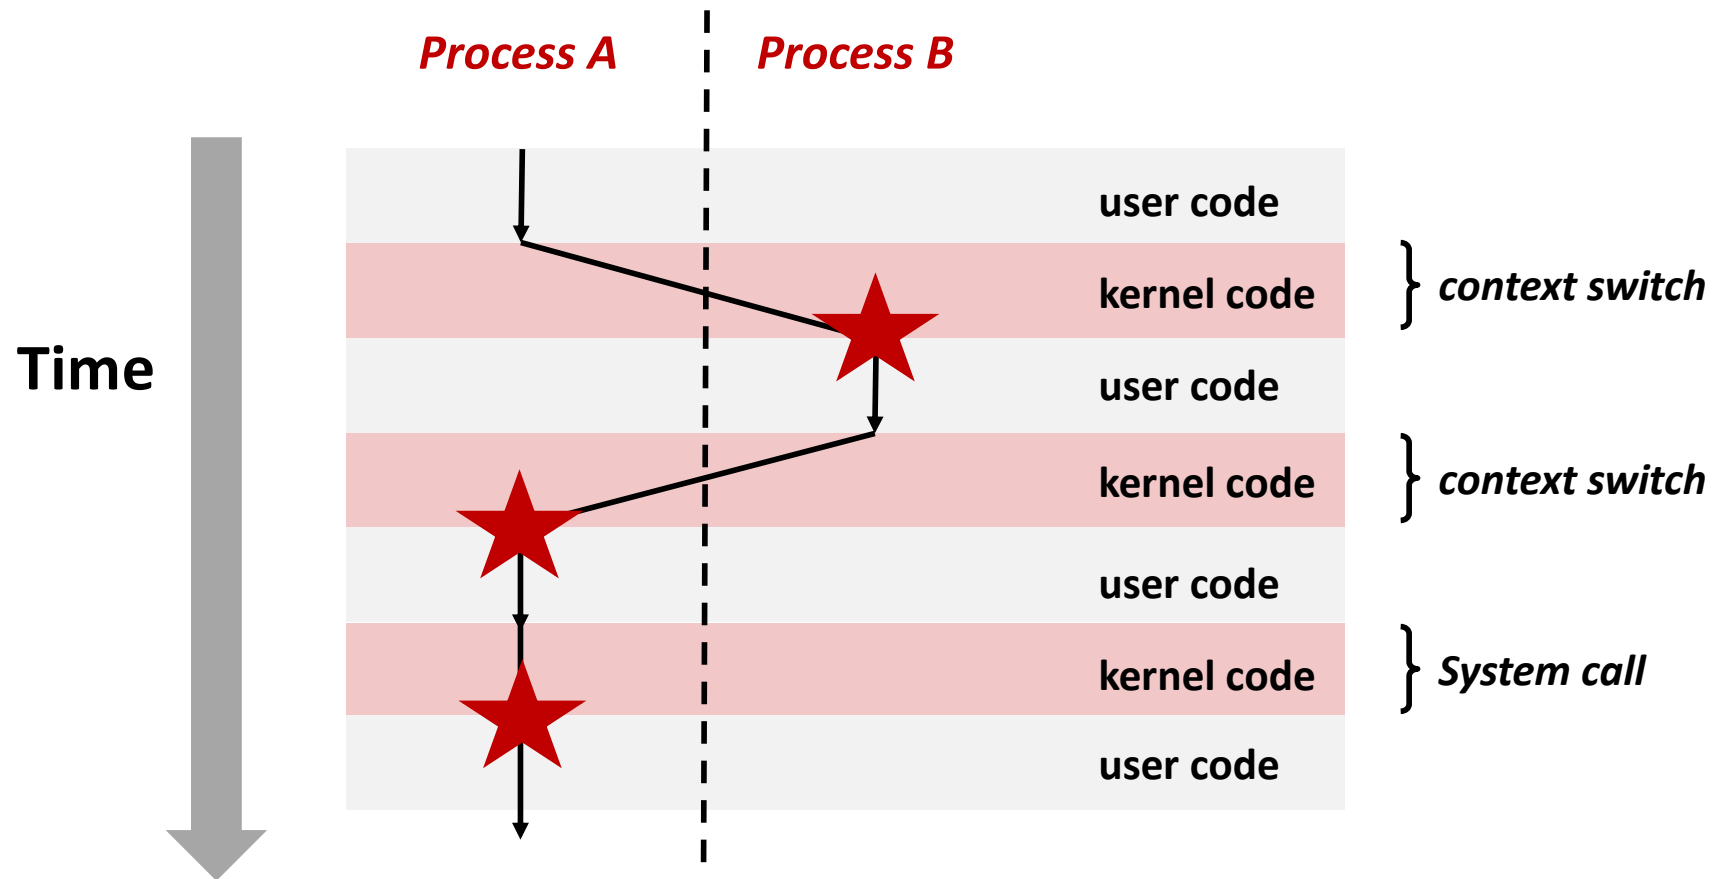 Process A
Process B
user code
kernel code
context switch
Time
user code
kernel code
context switch
user code
kernel code
System call
user code